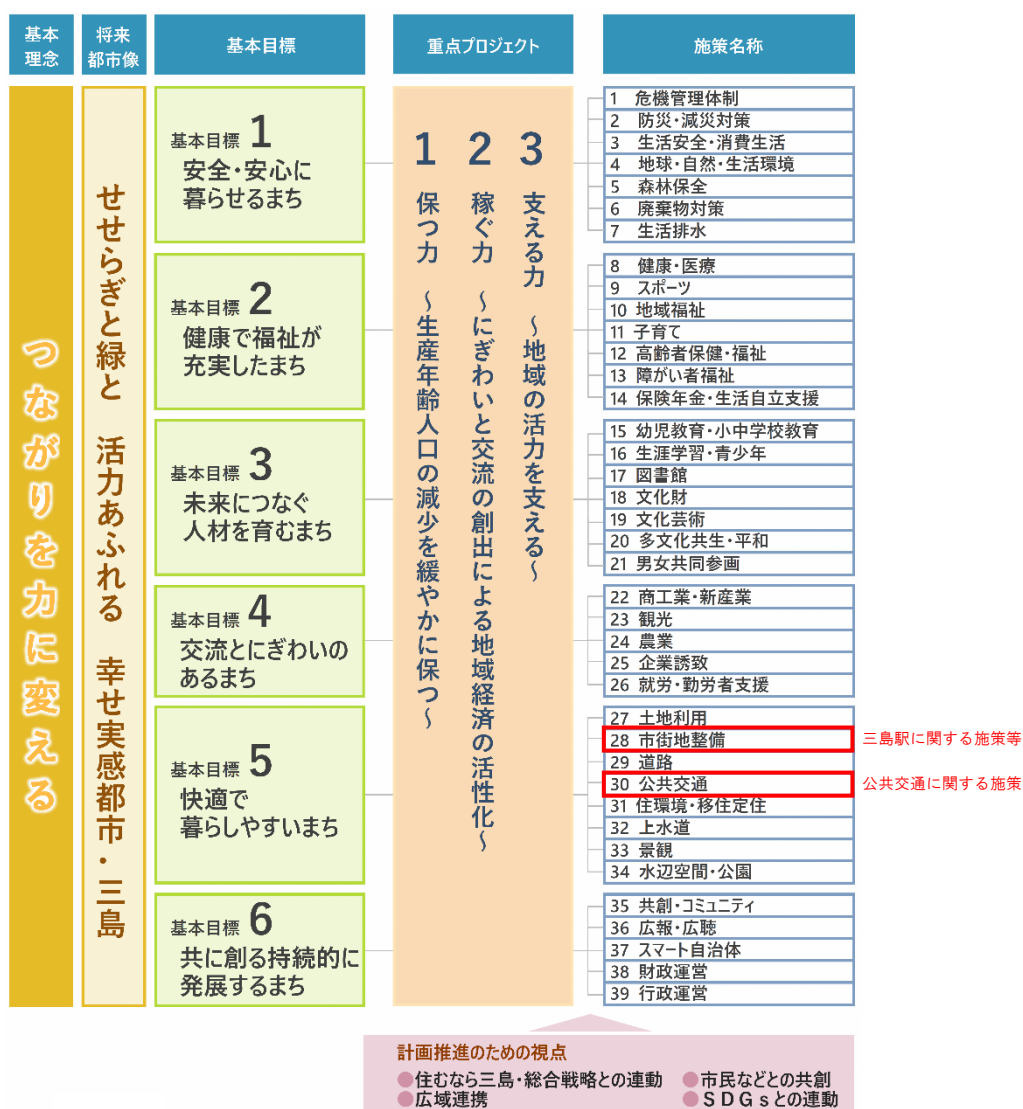 基本
理念
将来
都市像
基本目標
重点プロジェクト
施策名称
つながりを力に変える
せせらぎと緑と 活力あふれる 幸せ実感都市・三島
基本目標 1
安全・安心に
暮らせるまち
基本目標 2
健康で福祉が
充実したまち
基本目標 3
未来につなぐ
人材を育むまち
基本目標 4
交流とにぎわいの
あるまち
基本目標 5
快適で
暮らしやすいまち
基本目標 6
共に創る持続的に
発展するまち
1 保つ力 ～生産年齢人口の減少を緩やかに保つ～
2 稼ぐ力 ～にぎわいと交流の創出による地域経済の活性化～
3 支える力 ～地域の活力を支える～
1 危機管理体制
2 防災・減災対策
3 生活安全・消費生活
4 地球・自然・生活環境
5 森林保全
6 廃棄物対策
7 生活排水
8 健康・医療
9 スポーツ
10 地域福祉
11 子育て
12 高齢者保健・福祉
13 障がい者福祉
14 保険年金・生活自立支援
15 幼児教育・小中学校教育
16 生涯学習・青少年
17 図書館
18 文化財
19 文化芸術
20 多文化共生・平和
21 男女共同参画
22 商工業・新産業
23 観光
24 農業
25 企業誘致
26 就労・勤労者支援
27 土地利用
28 市街地整備
三島駅に関する施策等
29 道路
30 公共交通
公共交通に関する施策
31 住環境・移住定住
32 上水道
33 景観
34 水辺空間・公園
35 共創・コミュニティ
36 広報・広聴
37 スマート自治体
38 財政運営
39 行政運営
計画推進のための視点
●住むなら三島・総合戦略との連動 ●市民などとの共創
●広域連携 ●ＳＤＧｓとの連動